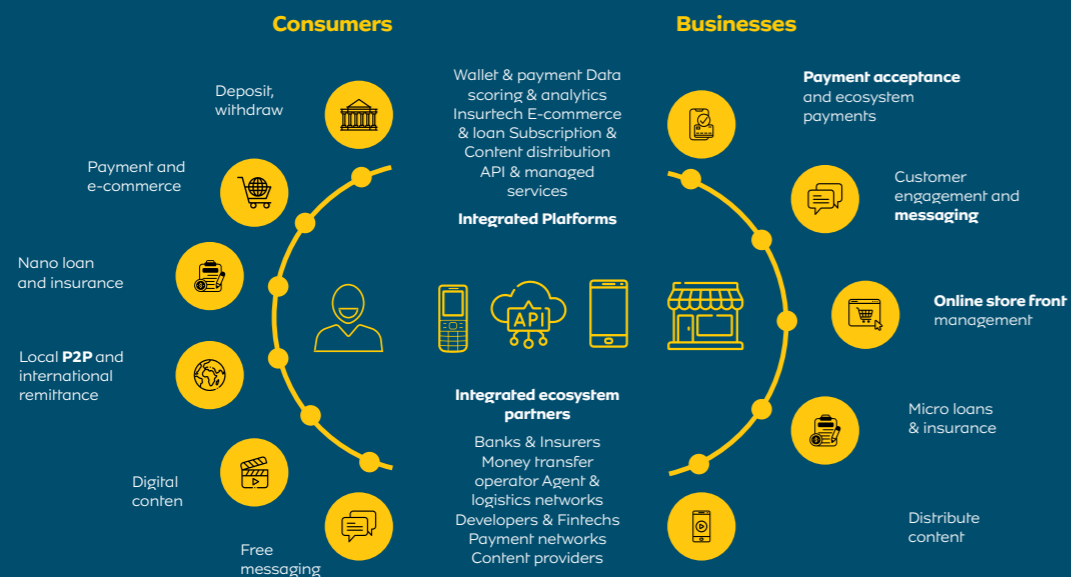 Consumers
Deposit,
withdraw
Payment and
e-commerce
Nano loan
and insurance
Local P2P and
international
remittance
Digital
conten
Free
messaging
Wallet & payment Data
scoring & analytics
Insurtech E-commerce
& loan Subscription &
Content distribution
API & managed
services
Integrated Platforms
API
Integrated ecosystem
partners
Banks & Insurers
Money transfer
operator Agent &
logistics networks
Developers & Fintechs
Payment networks
Content providers
Businesses
Payment acceptance
and ecosystem
payments
Customer
engagement and
messaging
Online store front
management
Micro loans
& insurance
Distribute
content